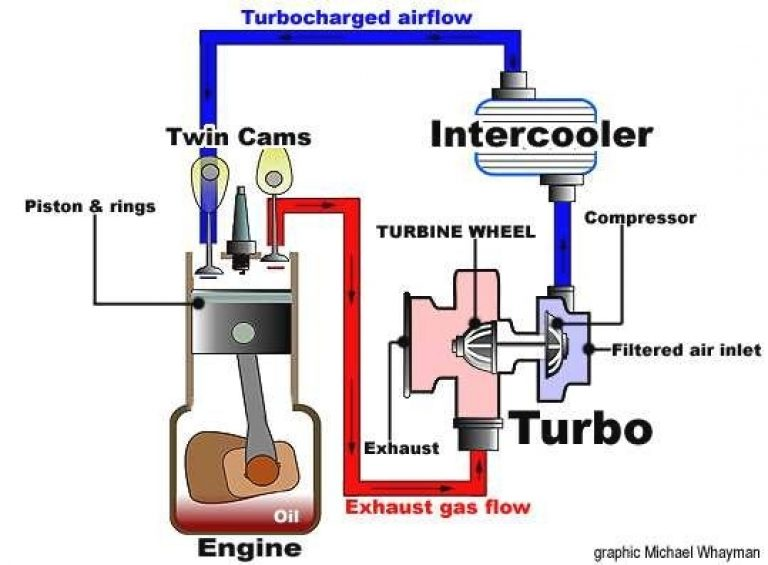 Turbocharged airflow
Twin Cams
Intercooler
Piston & rings
TURBINE WHEEL
Compressor
Filtered air inlet
Exhaust
Turbo
Exhaust gas flow
Oil
Engine
graphic Michael Whayman